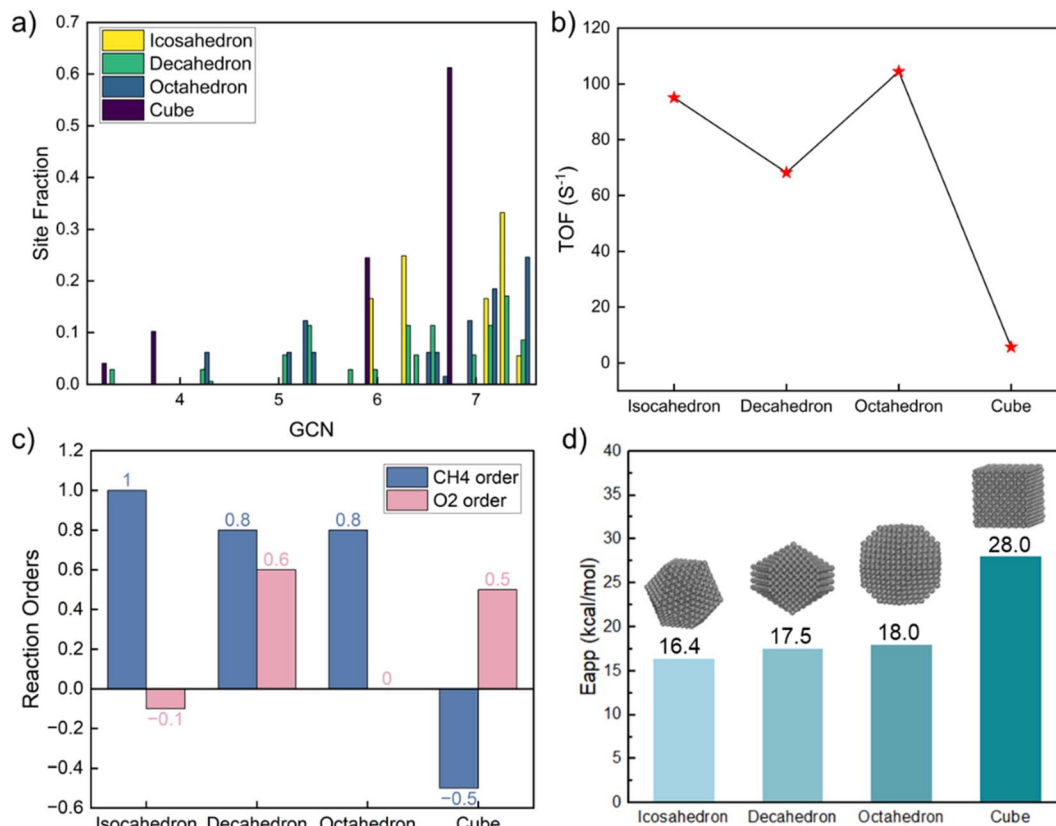 a)
0.7
0.6
0.5
0.4
0.3
0.2
0.1
0.0
Site Fraction
Icosahedron
Decahedron
Octahedron
Cube
4
5
6
7
GCN
b)
120
100
80
60
40
20
0
TOF (S⁻¹)
Isocahedron
Decahedron
Octahedron
Cube
c)
1.2
1.0
0.8
0.6
0.4
0.2
0.0
−0.2
−0.4
−0.6
Reaction Orders
CH4 order
O2 order
1
−0.1
0.8
0.6
0.8
0
−0.5
0.5
Isocahedron
Decahedron
Octahedron
Cube
d)
40
35
30
25
20
15
10
5
0
Eapp (kcal/mol)
16.4
17.5
18.0
28.0
Icosahedron
Decahedron
Octahedron
Cube